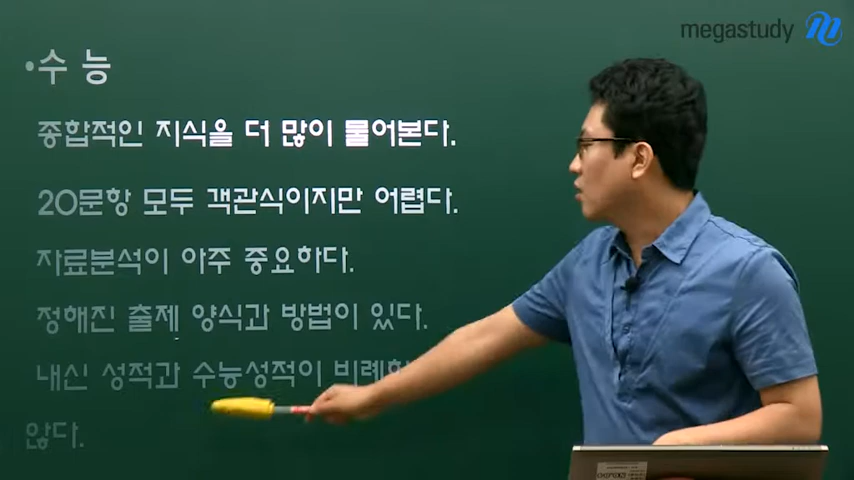 megastudy
•수 능
종합적인 지식을 더 많이 물어본다.
20문항 모두 객관식이지만 어렵다.
자료분석이 아주 중요하다.
정해진 출제 양식과 방법이 있다.
내신 성적과 수능성적이
않다.